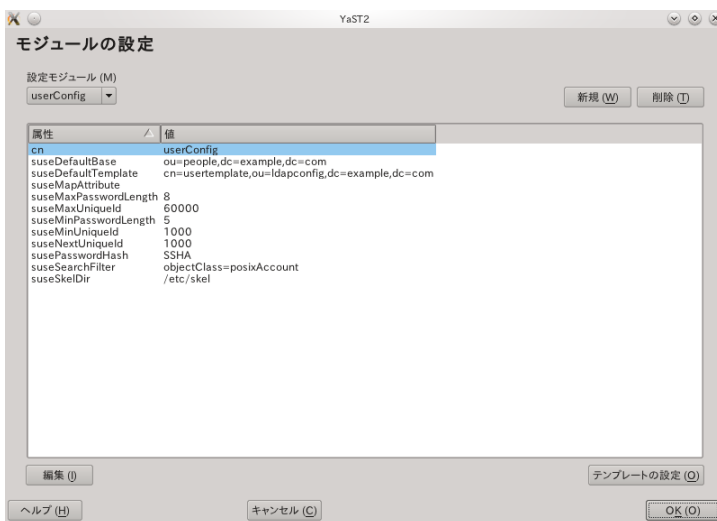 YaST2
モジュールの設定
設定モジュール (M)
userConfig
新規 (W) 削除 (T)
属性 値
cn userConfig
suseDefaultBase ou=people,dc=example,dc=com
suseDefaultTemplate cn=usertemplate,ou=ldapconfig,dc=example,dc=com
suseMapAttribute
suseMaxPasswordLength 8
suseMaxUniqueId 60000
suseMinPasswordLength 5
suseMinUniqueId 1000
suseNextUniqueId 1000
susePasswordHash SSHA
suseSearchFilter objectClass=posixAccount
suseSkelDir /etc/skel
編集 (I) テンプレートの設定 (O)
ヘルプ (H) キャンセル (C) OK (O)